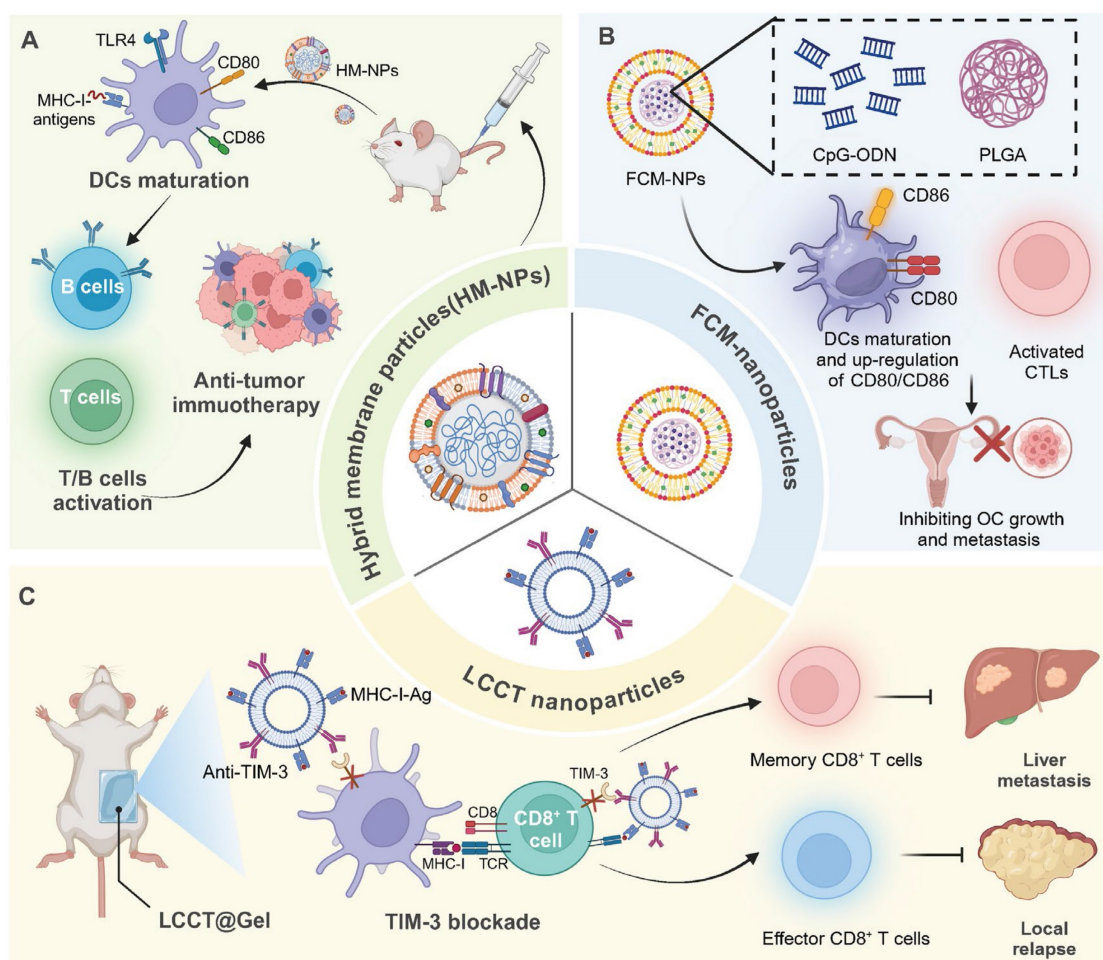 A
TLR4
CD80
HM-NPs
MHC-I-
antigens
CD86
DCs maturation
B cells
T cells
Anti-tumor
immuotherapy
T/B cells
activation
B
CpG-ODN
PLGA
FCM-NPs
CD86
CD80
DCs maturation
and up-regulation
of CD80/CD86
Activated
CTLs
Inhibiting OC growth
and metastasis
Hybrid membrane particles(HM-NPs)
FCM-nanoparticles
LCCT nanoparticles
C
MHC-I-Ag
Anti-TIM-3
LCCT@Gel
TIM-3
CD8
CD8⁺ T
cell
MHC-I
TCR
TIM-3 blockade
Memory CD8⁺ T cells
Liver
metastasis
Effector CD8⁺ T cells
Local
relapse